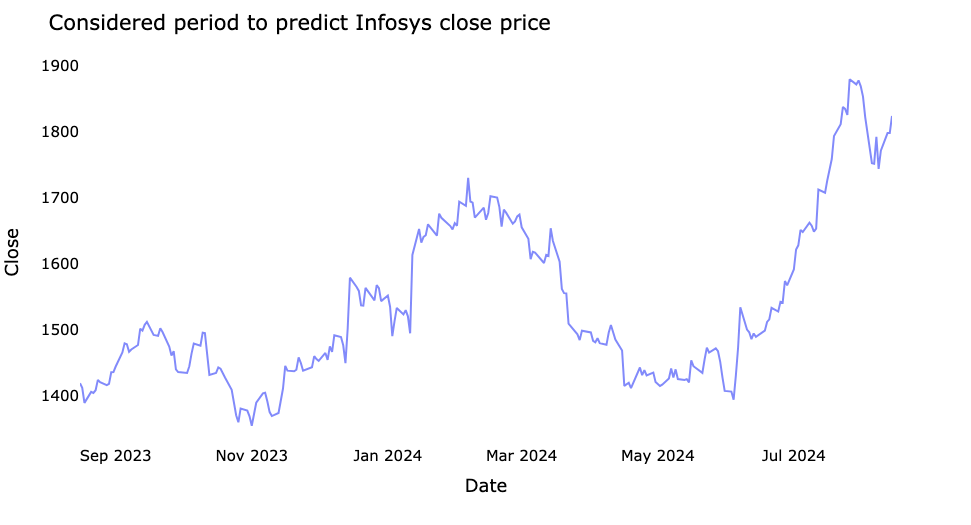 Considered period to predict Infosys close price
1900
1800
1700
1600
1500
1400
Close
Sep 2023
Nov 2023
Jan 2024
Mar 2024
May 2024
Jul 2024
Date